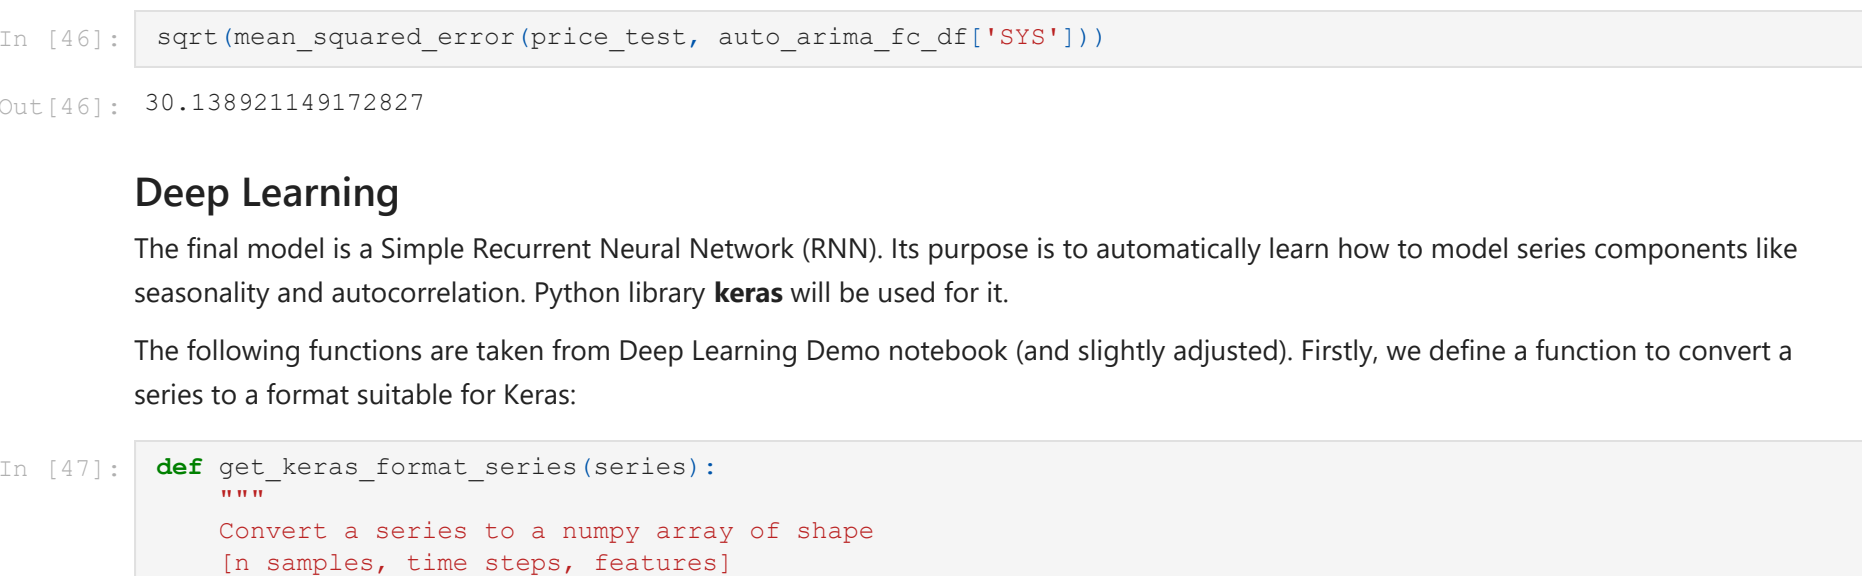 In [46]: sqrt(mean_squared_error(price_test, auto_arima_fc_df['SYS']))
Out[46]: 30.138921149172827
Deep Learning
The final model is a Simple Recurrent Neural Network (RNN). Its purpose is to automatically learn how to model series components like
seasonality and autocorrelation. Python library keras will be used for it.
The following functions are taken from Deep Learning Demo notebook (and slightly adjusted). Firstly, we define a function to convert a
series to a format suitable for Keras:
In [47]: def get_keras_format_series(series):
"""
Convert a series to a numpy array of shape
[n samples, time steps, features]